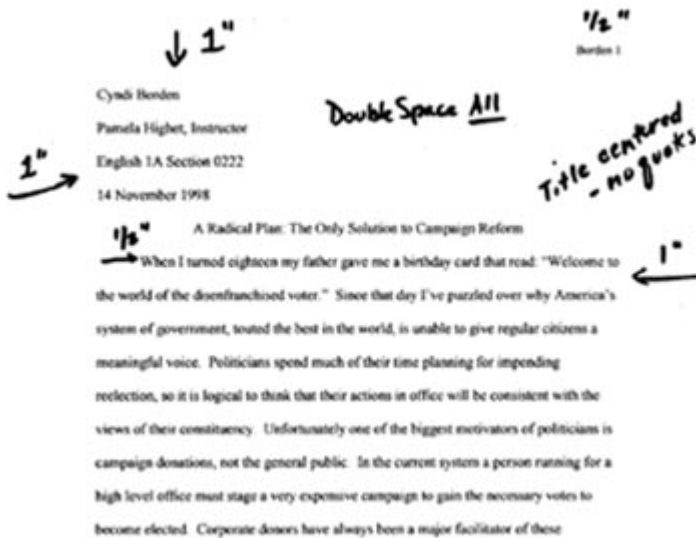 1/2 "
↓ 1"
Borden 1
Cyndi Borden
Double Space All
Pamela Highet, Instructor
1"
English 1A Section 0222
Title centered
- no quotes
14 November 1998
A Radical Plan: The Only Solution to Campaign Reform
1/2"
When I turned eighteen my father gave me a birthday card that read: "Welcome to
1"
the world of the disenfranchised voter." Since that day I've puzzled over why America's
system of government, touted the best in the world, is unable to give regular citizens a
meaningful voice. Politicians spend much of their time planning for impending
reelection, so it is logical to think that their actions in office will be consistent with the
views of their constituency. Unfortunately one of the biggest motivators of politicians is
campaign donations, not the general public. In the current system a person running for a
high level office must stage a very expensive campaign to gain the necessary votes to
become elected. Corporate donors have always been a major facilitator of these